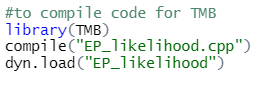 #to compile code for TMB
library(TMB)
compile("EP_likelihood.cpp")
dyn.load("EP_likelihood")